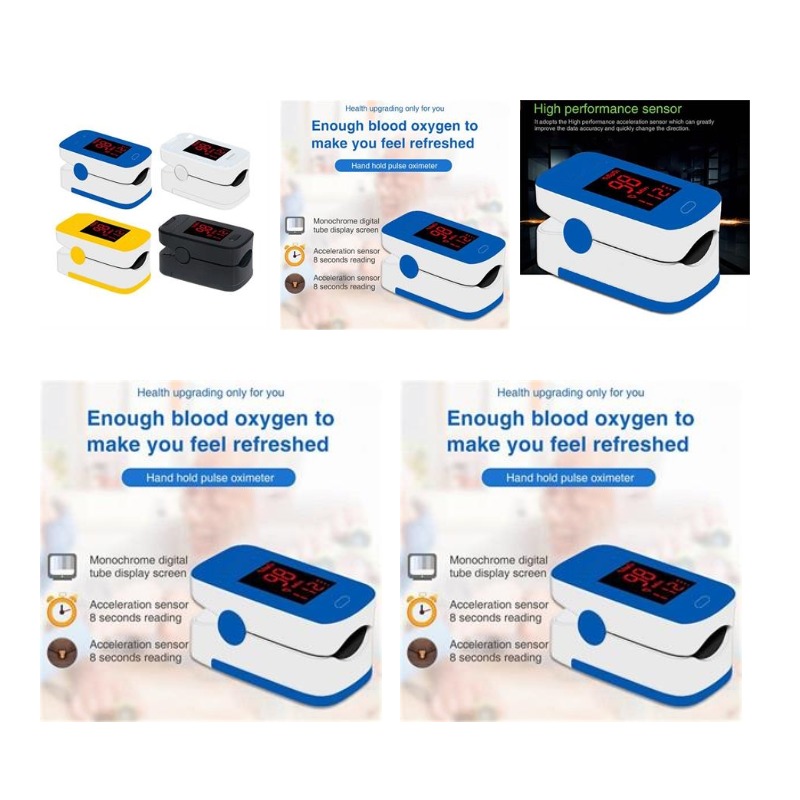 Health upgrading only for you
Enough blood oxygen to
make you feel refreshed
Hand hold pulse oximeter
Monochrome digital
tube display screen
Acceleration sensor
8 seconds reading
Acceleration sensor
8 seconds reading
High performance sensor
It adopts the High performance acceleration sensor which can greatly
improve the data accuracy and quickly change the direction.
Health upgrading only for you
Enough blood oxygen to
make you feel refreshed
Hand hold pulse oximeter
Monochrome digital
tube display screen
Acceleration sensor
8 seconds reading
Acceleration sensor
8 seconds reading
Health upgrading only for you
Enough blood oxygen to
make you feel refreshed
Hand hold pulse oximeter
Monochrome digital
tube display screen
Acceleration sensor
8 seconds reading
Acceleration sensor
8 seconds reading